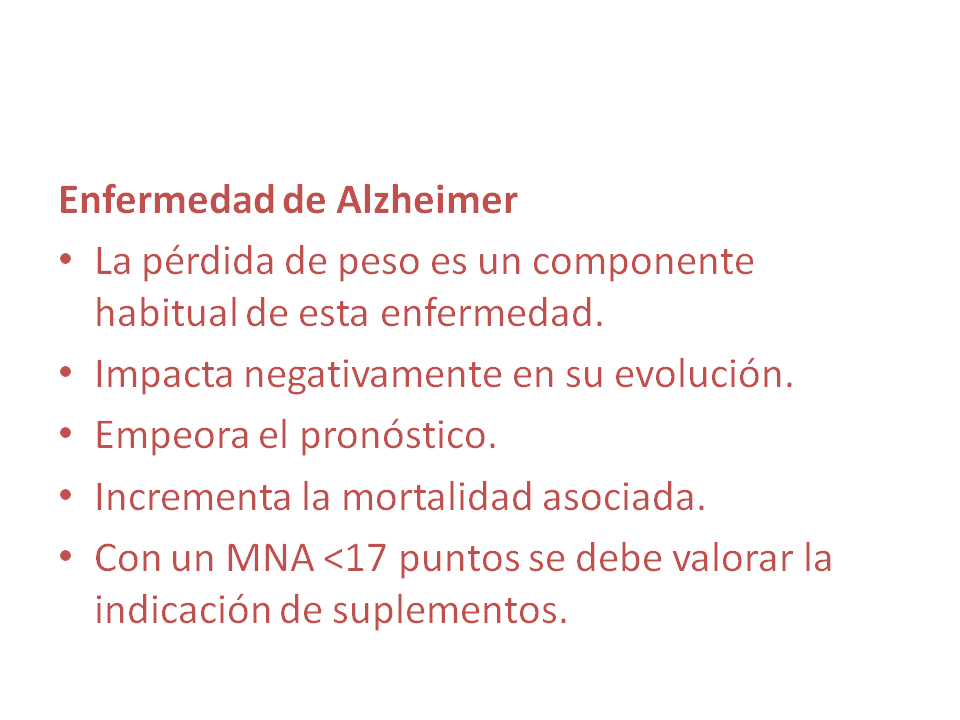 Enfermedad de Alzheimer
• La pérdida de peso es un componente
habitual de esta enfermedad.
• Impacta negativamente en su evolución.
• Empeora el pronóstico.
• Incrementa la mortalidad asociada.
• Con un MNA <17 puntos se debe valorar la
indicación de suplementos.